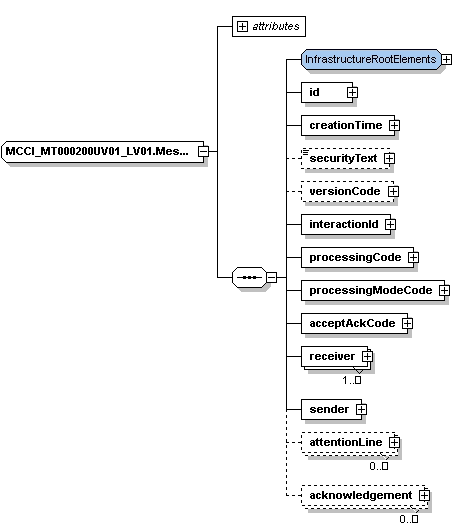 attributes
InfrastructureRootElements
id
creationTime
MCCI_MT000200UV01_LV01.Mes...
securityText
versionCode
interactionId
processingCode
processingModeCode
acceptAckCode
receiver
1..□
sender
attentionLine
0..□
acknowledgement
0..□